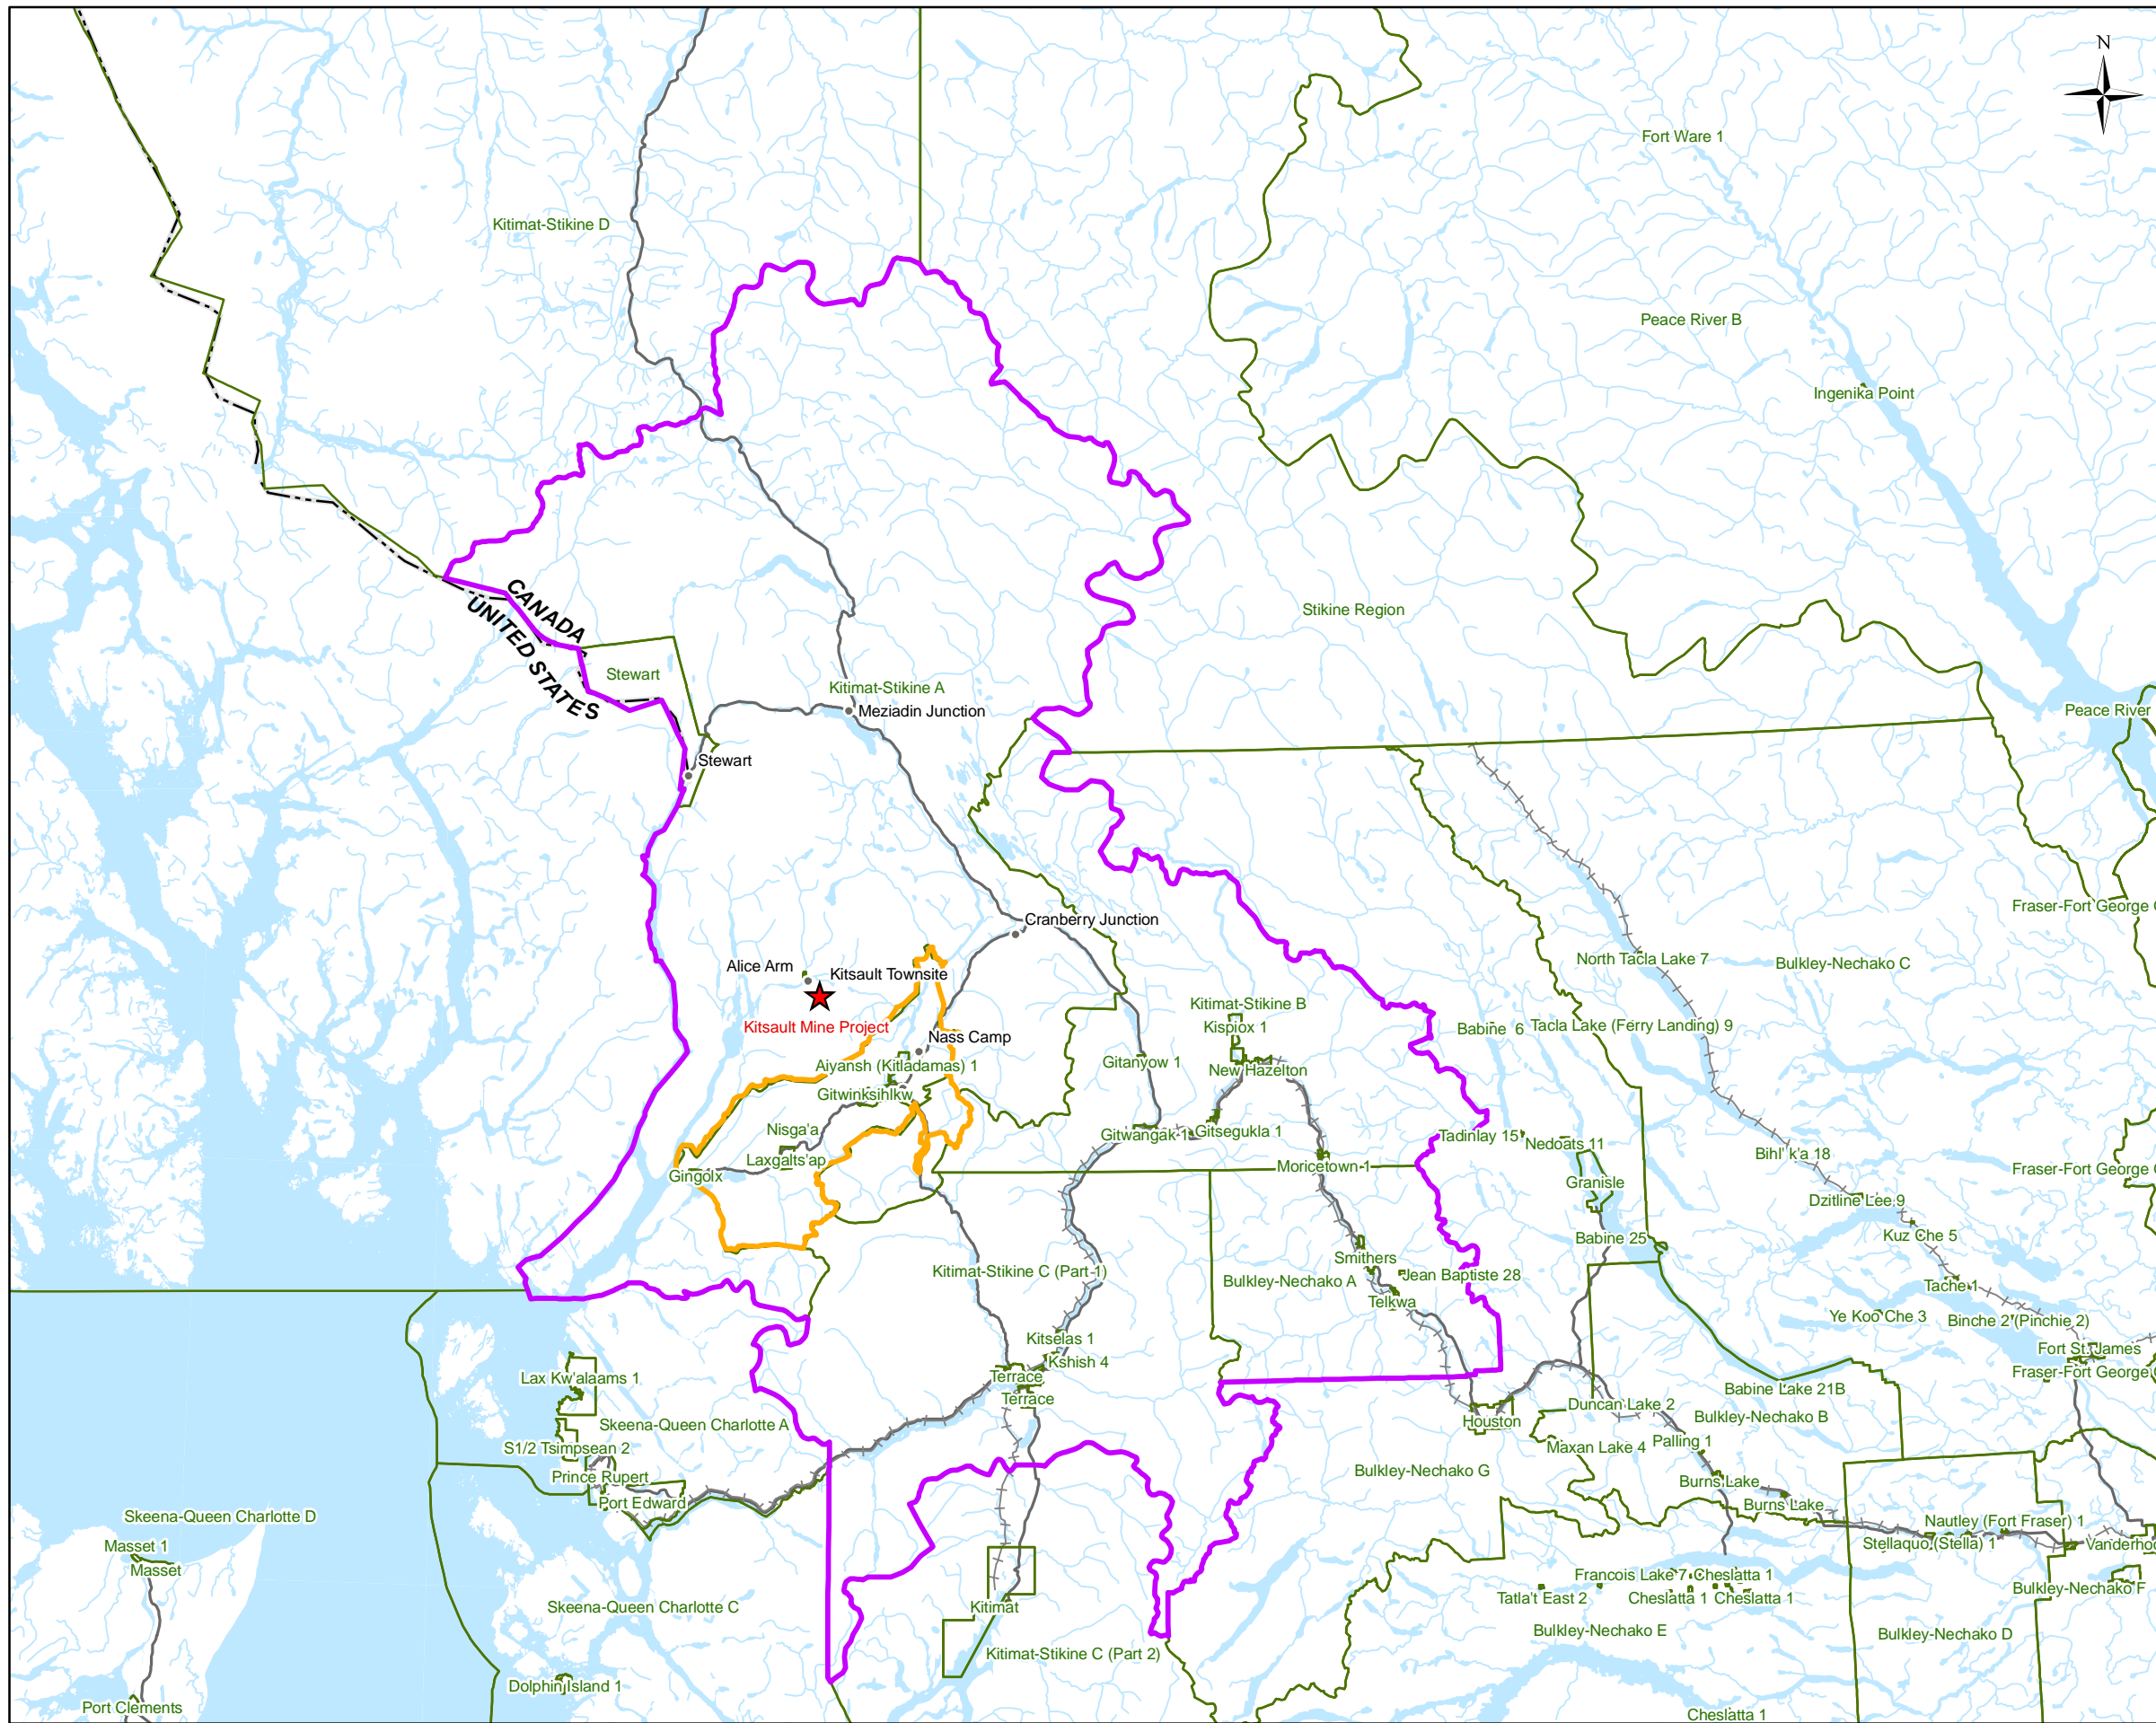 N
Fort Ware 1
Kitimat-Stikine D
Peace River B
Ingenika Point
CANADA
UNITED STATES
Stikine Region
Stewart
Kitimat-Stikine A
Meziadin Junction
Peace River
Stewart
Fraser-Fort George
Cranberry Junction
North Tacla Lake 7
Bulkley-Nechako C
Alice Arm
Kitsault Townsite
Kitimat-Stikine B
Kitsault Mine Project
Kispiox 1
Babine 6
Tacla Lake (Ferry Landing) 9
Nass Camp
Aiyansh (Kitladamas) 1
Gitanyow 1
New Hazelton
Gitwinksihlkw
Nisga'a
Gitwangak 1
Gitsegukla 1
Tadinlay 15
Nedoats 11
Laxgalts'ap
Bihl' k'a 18
Gingolx
Moricetown 1
Fraser-Fort George
Granisle
Dzitline Lee 9
Babine 25
Kuz Che 5
Kitimat-Stikine C (Part 1)
Smithers
Bulkley-Nechako A
Jean Baptiste 28
Tache 1
Telkwa
Ye Koo Che 3
Binche 2 (Pinchie 2)
Kitselas 1
Fort St. James
Kshish 4
Fraser-Fort George
Lax Kw'alaams 1
Terrace
Terrace
Babine Lake 21B
Duncan Lake 2
Skeena-Queen Charlotte A
Houston
Bulkley-Nechako B
S1/2 Tsimpsean 2
Maxan Lake 4
Palling 1
Prince Rupert
Bulkley-Nechako G
Burns Lake
Port Edward
Burns Lake
Skeena-Queen Charlotte D
Nautley (Fort Fraser) 1
Masset 1
Stellaquo (Stella) 1
Vanderhoo
Masset
Francois Lake 7
Cheslatta 1
Bulkley-Nechako F
Tatla't East 2
Cheslatta 1
Cheslatta 1
Skeena-Queen Charlotte C
Kitimat
Bulkley-Nechako E
Bulkley-Nechako D
Kitimat-Stikine C (Part 2)
Dolphin Island 1
Port Clements
Cheslatta 1